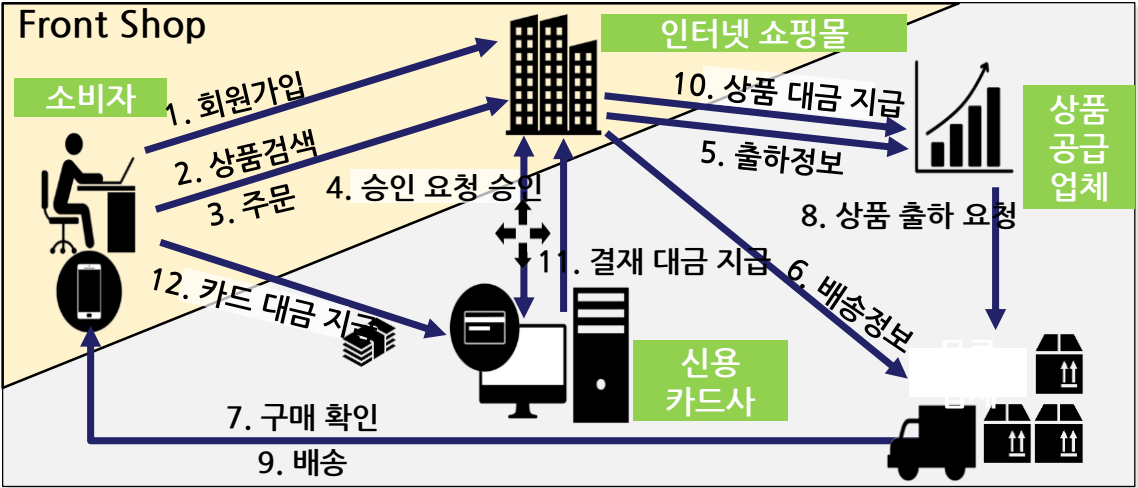 Front Shop
인터넷 쇼핑몰
소비자
1. 회원가입
10. 상품 대금 지급
상품
공급
업체
2. 상품검색
5. 출하정보
3. 주문
4. 승인 요청 승인
8. 상품 출하 요청
11. 결재 대금 지급
6. 배송정보
12. 카드 대금 지급
신용
카드사
7. 구매 확인
9. 배송